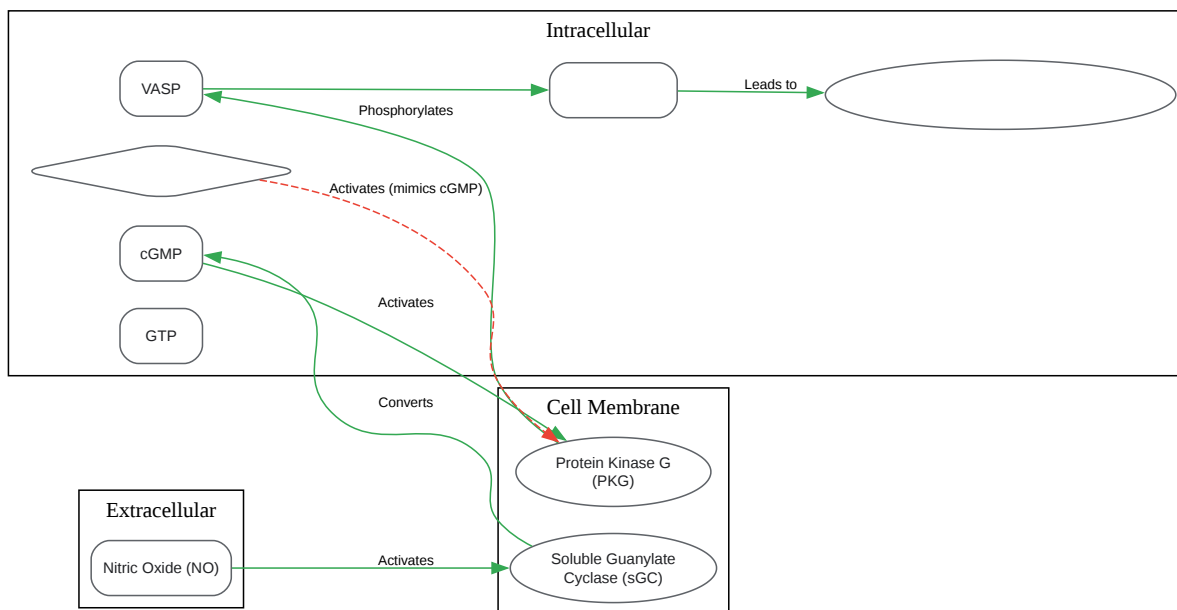 Intracellular
VASP
Leads to
Phosphorylates
Activates (mimics cGMP)
cGMP
Activates
GTP
Converts
Cell Membrane
Protein Kinase G
(PKG)
Extracellular
Nitric Oxide (NO)
Activates
Soluble Guanylate
Cyclase (sGC)